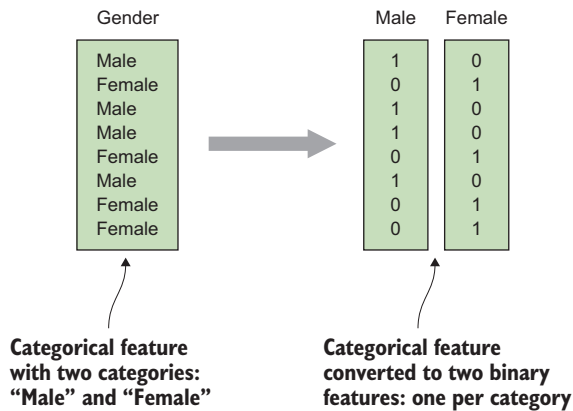 Gender
Male
Female
Male
Male
Female
Male
Female
Female
Male Female
1 0
0 1
1 0
1 0
0 1
1 0
0 1
0 1
Categorical feature
with two categories:
“Male” and “Female”
Categorical feature
converted to two binary
features: one per category